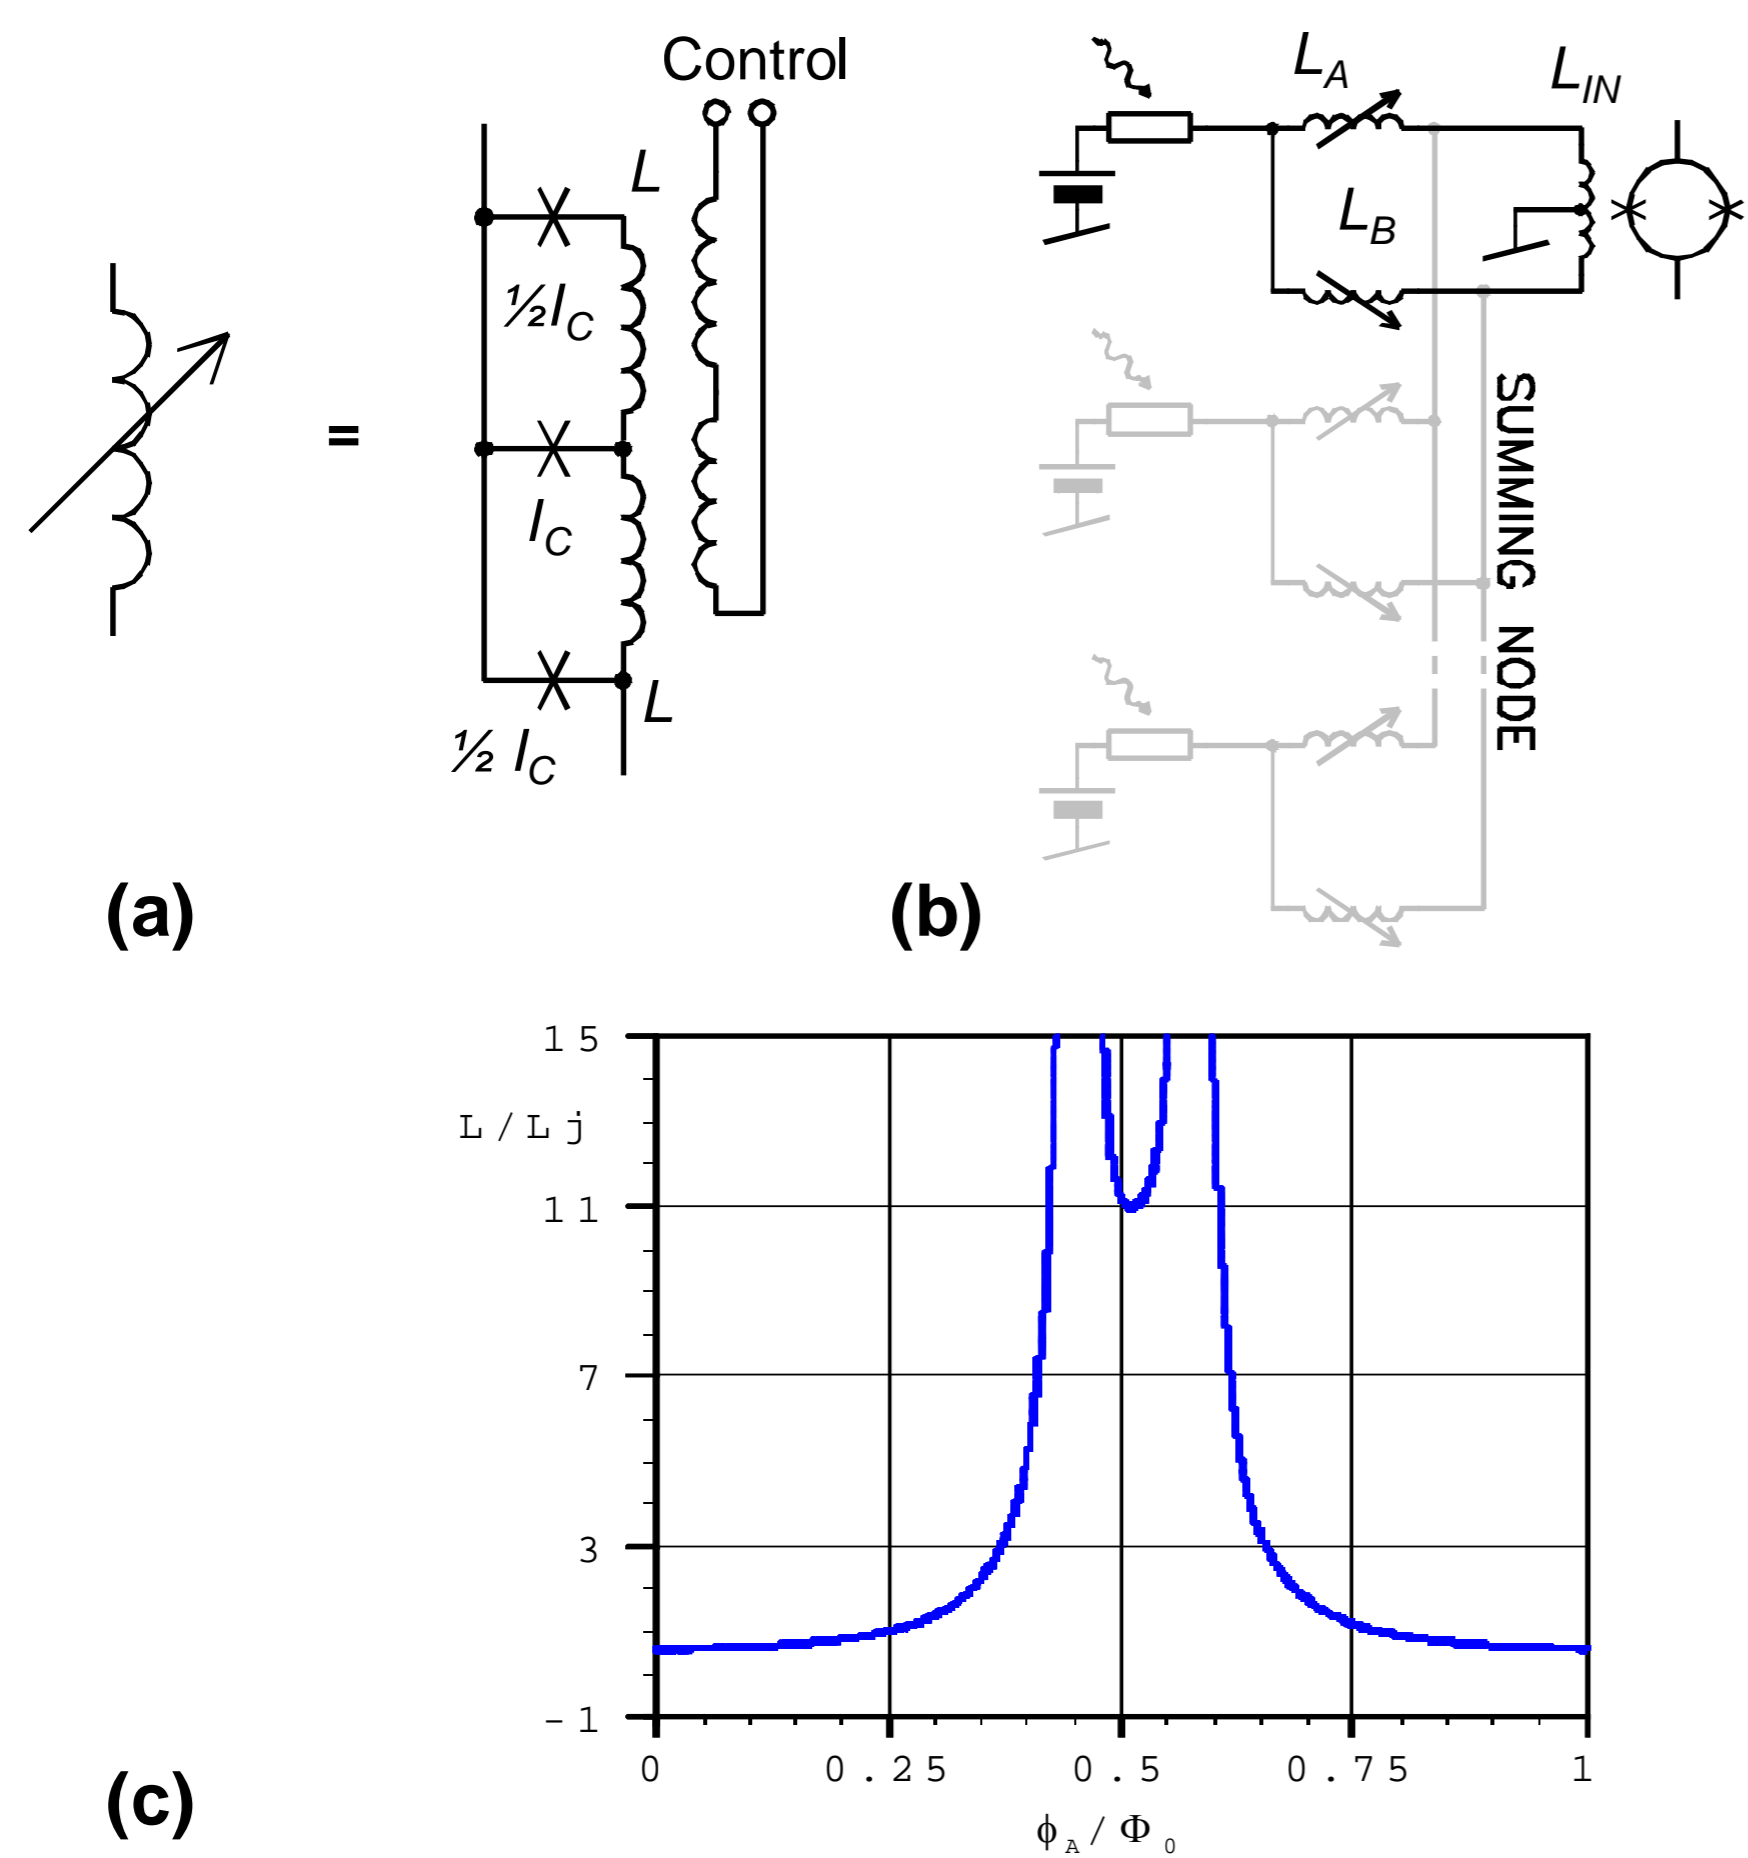 Control
L
½I_C
=
I_C
L
½ I_C
(a)
L_A
L_IN
L_B
SUMMING NODE
(b)
15
L/Lj
11
7
3
-1
0 0.25 0.5 0.75 1
ϕ_A/Φ_0
(c)